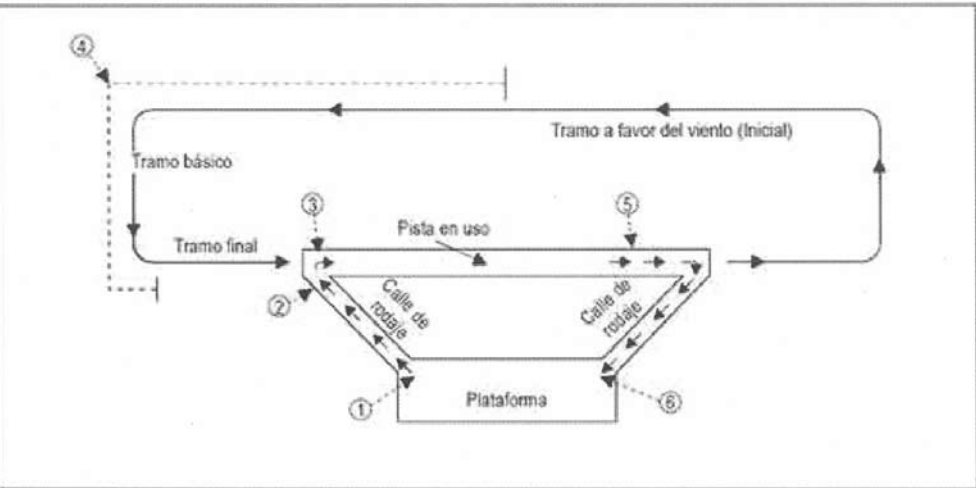 ④
Tramo a favor del viento (Inicial)
Tramo básico
③
Pista en uso
⑤
Tramo final
②
Calle de
rodaje
Calle de
rodaje
①
Plataforma
⑥